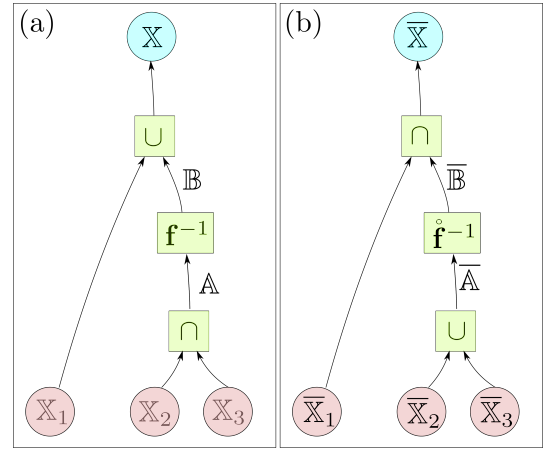 (a)
𝕏
∪
𝔹
f⁻¹
𝔸
∩
𝕏₁ 𝕏₂ 𝕏₃
(b)
𝕏̅
∩
𝔹̅
f̊⁻¹
𝔸̅
∪
𝕏̅₁ 𝕏̅₂ 𝕏̅₃